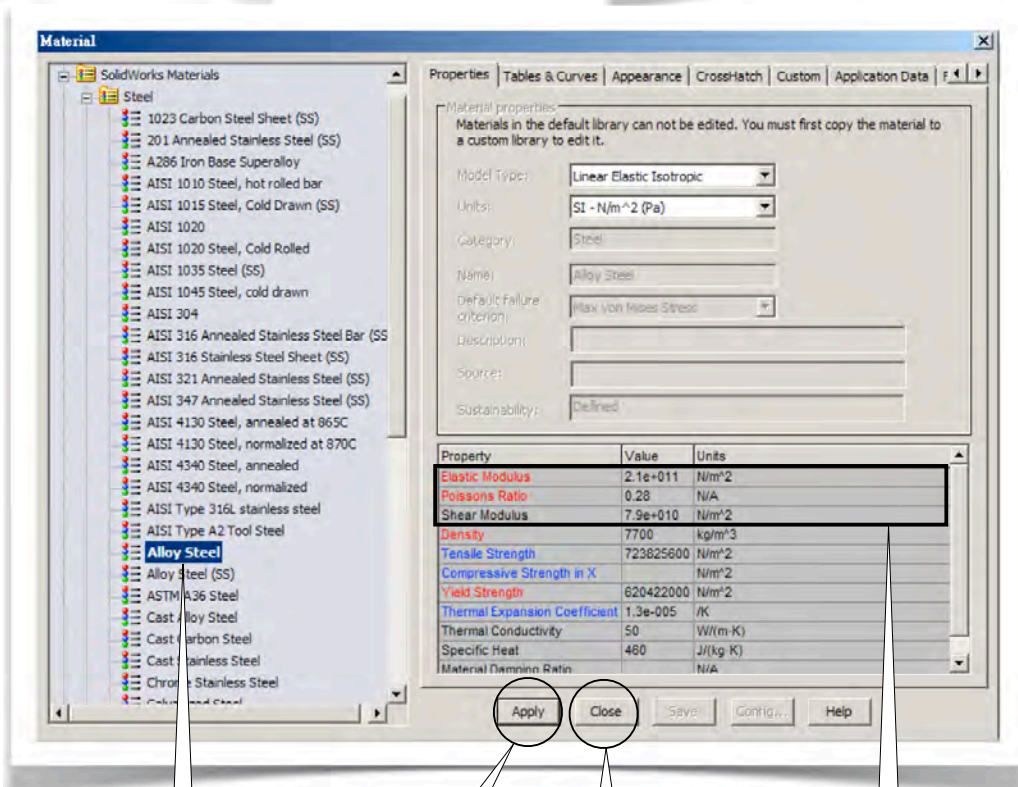 Material
SolidWorks Materials
Steel
1023 Carbon Steel Sheet (SS)
201 Annealed Stainless Steel (SS)
A286 Iron Base Superalloy
AISI 1010 Steel, hot rolled bar
AISI 1015 Steel, Cold Drawn (SS)
AISI 1020
AISI 1020 Steel, Cold Rolled
AISI 1035 Steel (SS)
AISI 1045 Steel, cold drawn
AISI 304
AISI 316 Annealed Stainless Steel Bar (SS
AISI 316 Stainless Steel Sheet (SS)
AISI 321 Annealed Stainless Steel (SS)
AISI 347 Annealed Stainless Steel (SS)
AISI 4130 Steel, annealed at 865C
AISI 4130 Steel, normalized at 870C
AISI 4340 Steel, annealed
AISI 4340 Steel, normalized
AISI Type 316L stainless steel
AISI Type A2 Tool Steel
Alloy Steel
Alloy Steel (SS)
ASTM A36 Steel
Cast Alloy Steel
Cast Carbon Steel
Cast Stainless Steel
Chrome Stainless Steel
Properties Tables & Curves Appearance CrossHatch Custom Application Data F
Material properties
Materials in the default library can not be edited. You must first copy the material to
a custom library to edit it.
Model Type: Linear Elastic Isotropic
Units: SI - N/m^2 (Pa)
Category: Steel
Name: Alloy Steel
Default failure
criterion: Max von Mises Stress
Description:
Source:
Sustainability: Defined
Property Value Units
Elastic Modulus 2.1e+011 N/m^2
Poissons Ratio 0.28 N/A
Shear Modulus 7.9e+010 N/m^2
Density 7700 kg/m^3
Tensile Strength 723825600 N/m^2
Compressive Strength in X N/m^2
Yield Strength 620422000 N/m^2
Thermal Expansion Coefficient 1.3e-005 /K
Thermal Conductivity 50 W/(m·K)
Specific Heat 460 J/(kg·K)
Material Damping Ratio N/A
Apply Close Save Config... Help